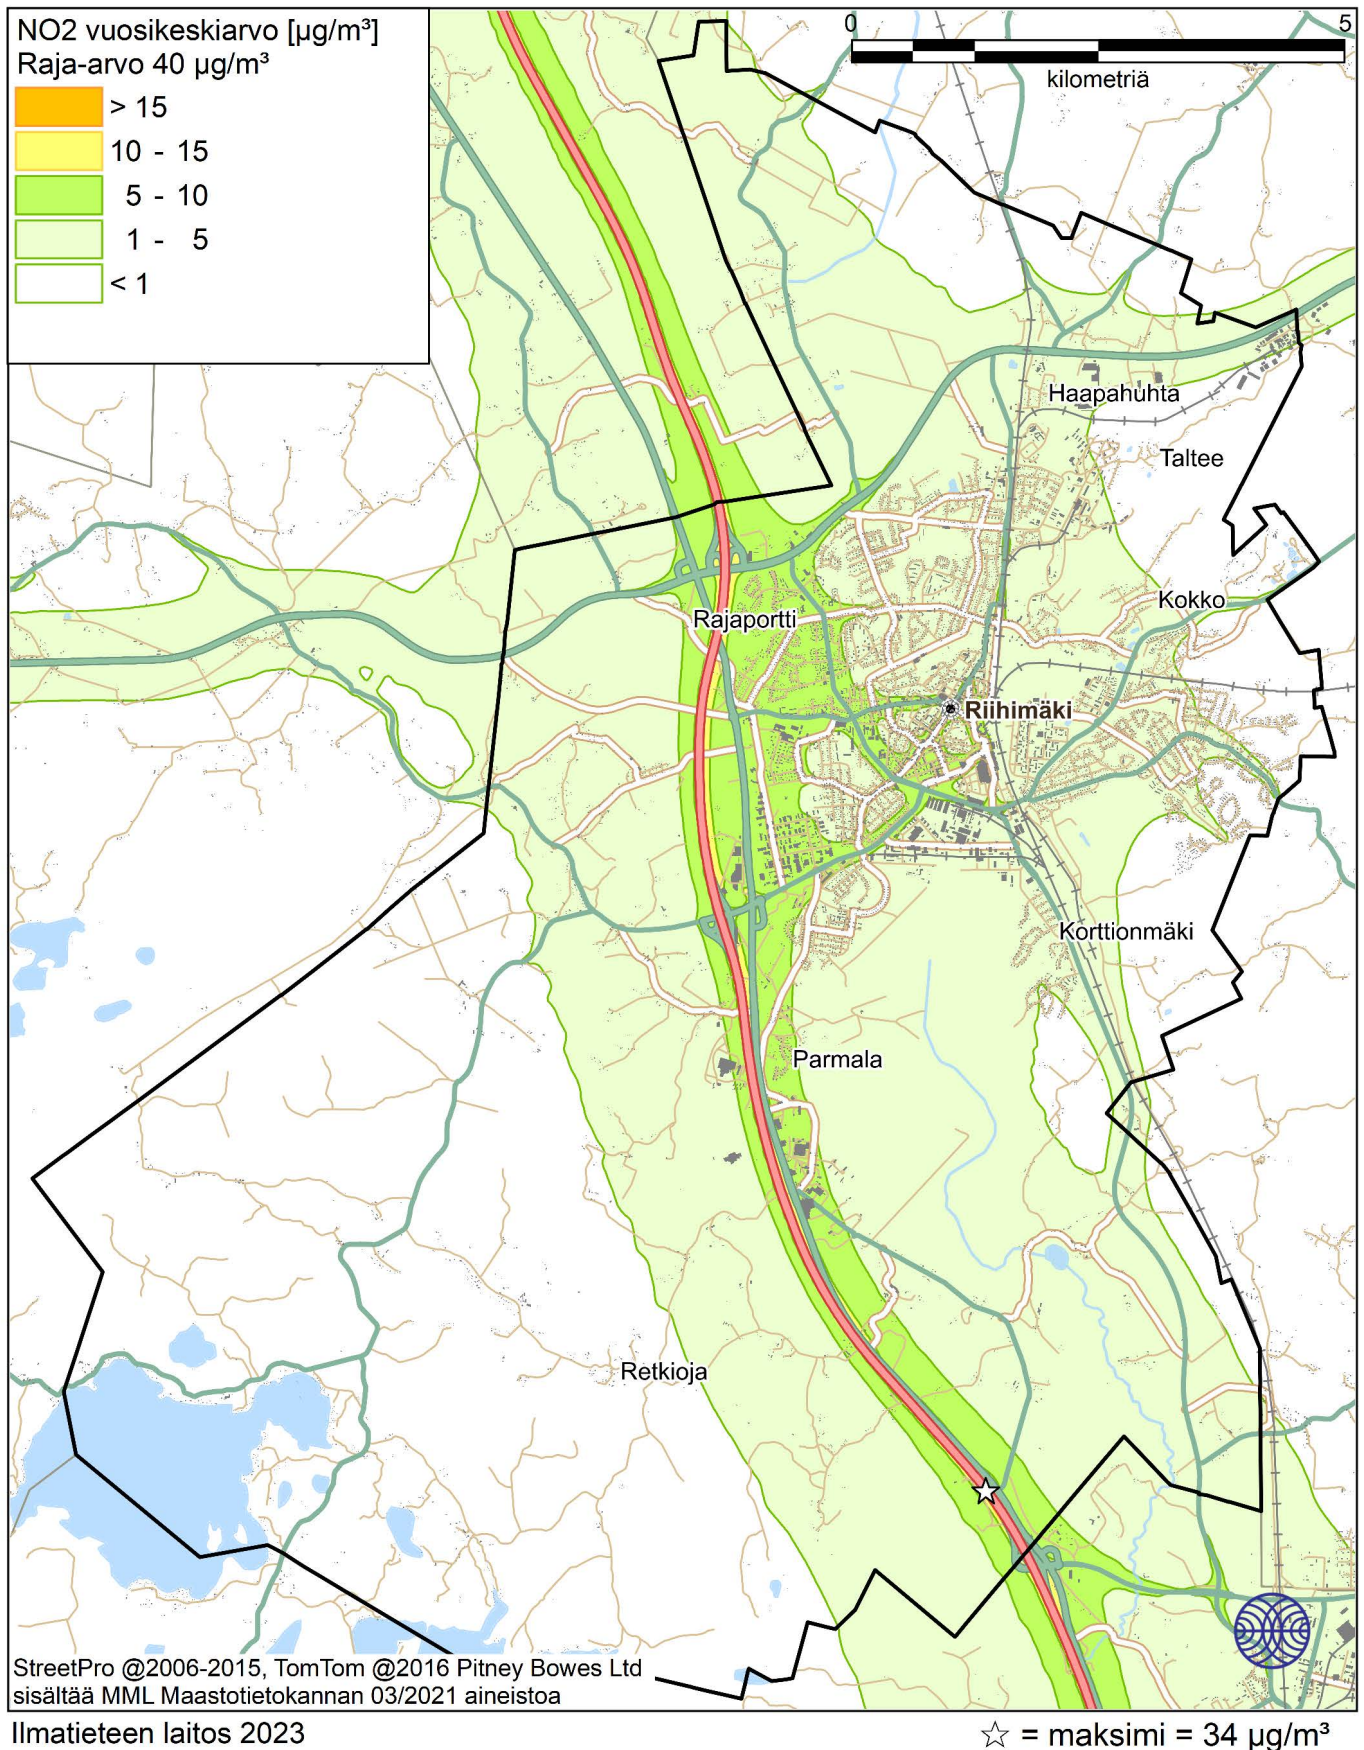 NO2 vuosikeskiarvo [µg/m³]
Raja-arvo 40 µg/m³
> 15
10 - 15
5 - 10
1 - 5
< 1
0 5
kilometriä
Haapahuhta
Taltee
Kokko
Rajaportti
Riihimäki
Korttionmäki
Parmala
Retkioja
StreetPro @2006-2015, TomTom @2016 Pitney Bowes Ltd
sisältää MML Maastotietokannan 03/2021 aineistoa
Ilmatieteen laitos 2023
☆ = maksimi = 34 µg/m³